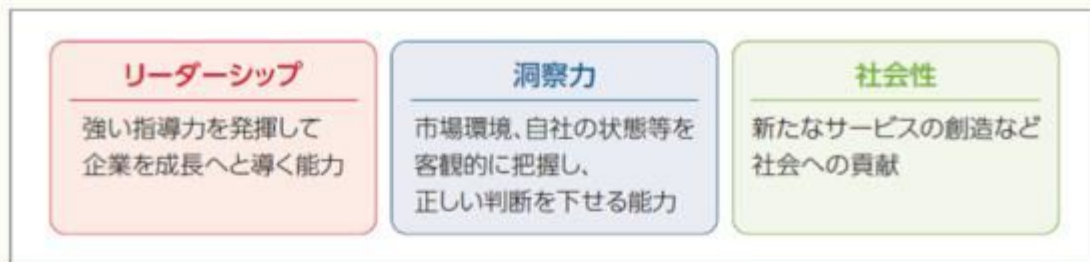 リーダーシップ
強い指導力を発揮して
企業を成長へと導く能力
洞察力
市場環境、自社の状態等を
客観的に把握し、
正しい判断を下せる能力
社会性
新たなサービスの創造など
社会への貢献